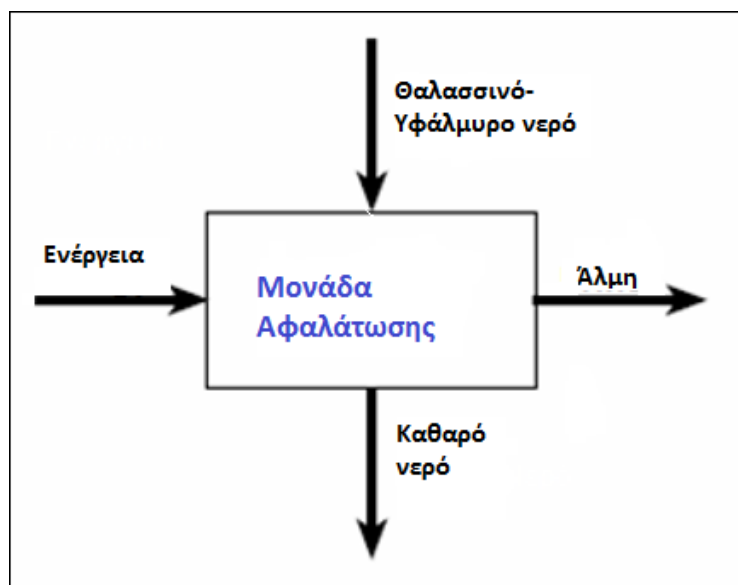 Θαλασσινό-
Υφάλμυρο νερό
Ενέργεια
Μονάδα
Αφαλάτωσης
Άλμη
Καθαρό
νερό